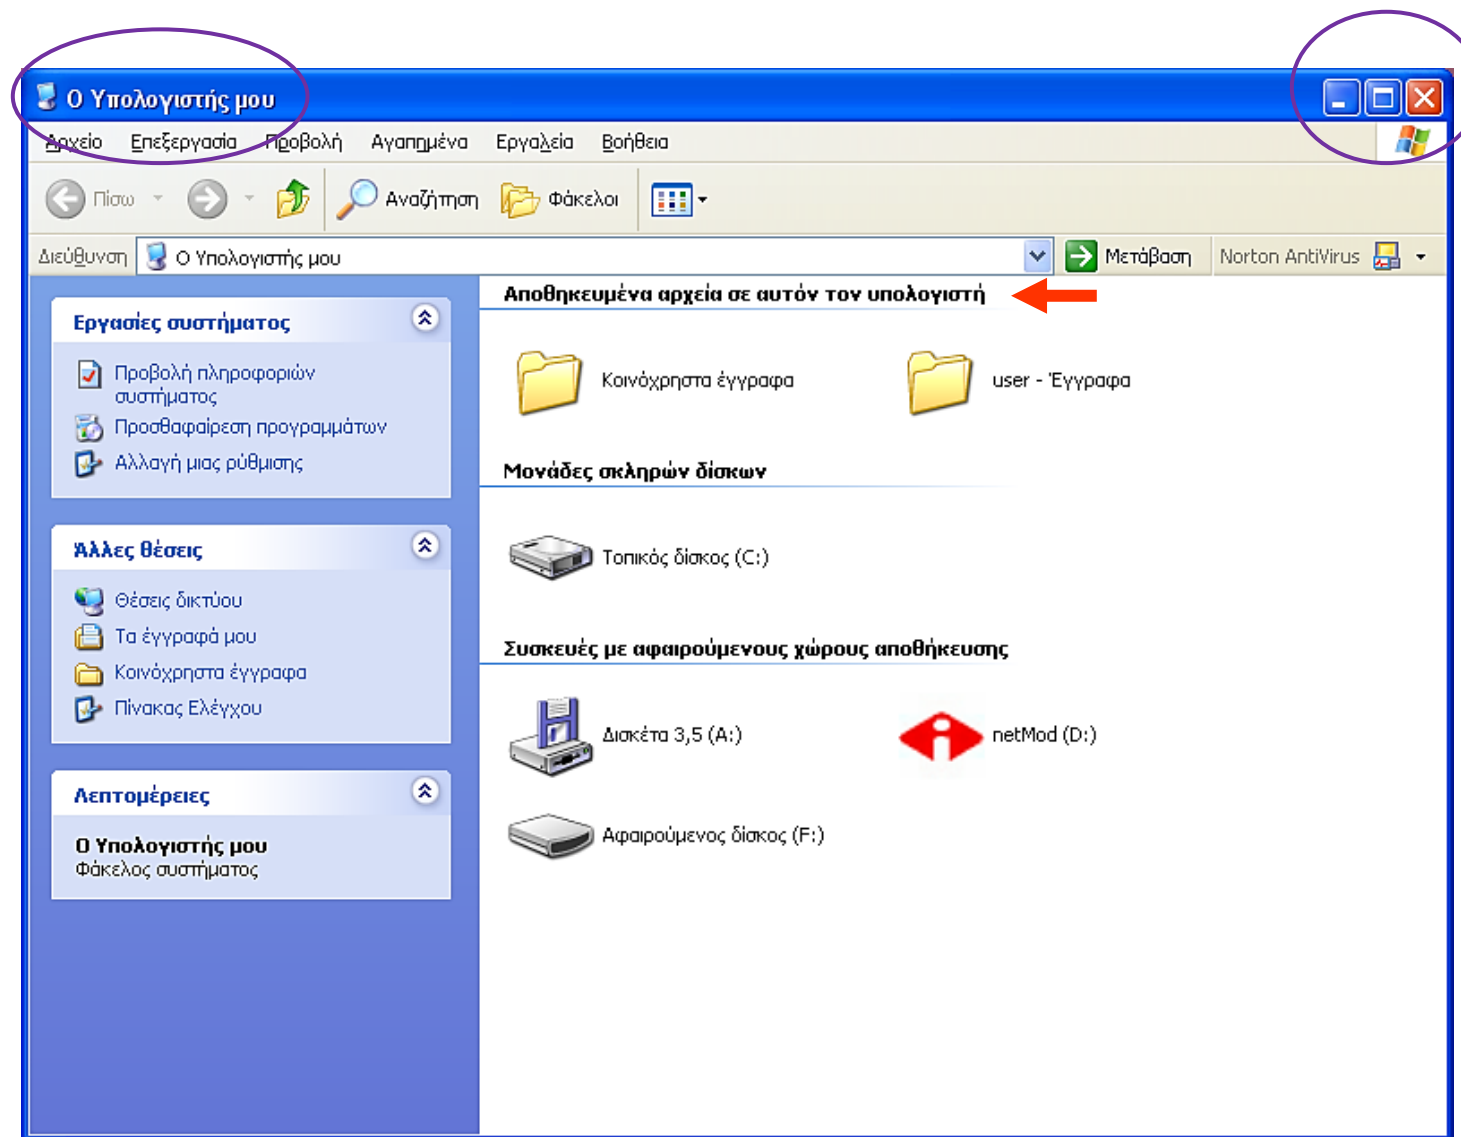 Ο Υπολογιστής μου
Αρχείο Επεξεργασία Προβολή Αγαπημένα Εργαλεία Βοήθεια
Πίσω Αναζήτηση Φάκελοι
Διεύθυνση Ο Υπολογιστής μου Μετάβαση Norton AntiVirus
Εργασίες συστήματος
Προβολή πληροφοριών
συστήματος
Προσθαφαίρεση προγραμμάτων
Αλλαγή μιας ρύθμισης
Άλλες θέσεις
Θέσεις δικτύου
Τα έγγραφά μου
Κοινόχρηστα έγγραφα
Πίνακας Ελέγχου
Λεπτομέρειες
Ο Υπολογιστής μου
Φάκελος συστήματος
Αποθηκευμένα αρχεία σε αυτόν τον υπολογιστή
Κοινόχρηστα έγγραφα user - Έγγραφα
Μονάδες σκληρών δίσκων
Τοπικός δίσκος (C:)
Συσκευές με αφαιρούμενους χώρους αποθήκευσης
Δισκέτα 3,5 (A:) netMod (D:)
Αφαιρούμενος δίσκος (F:)